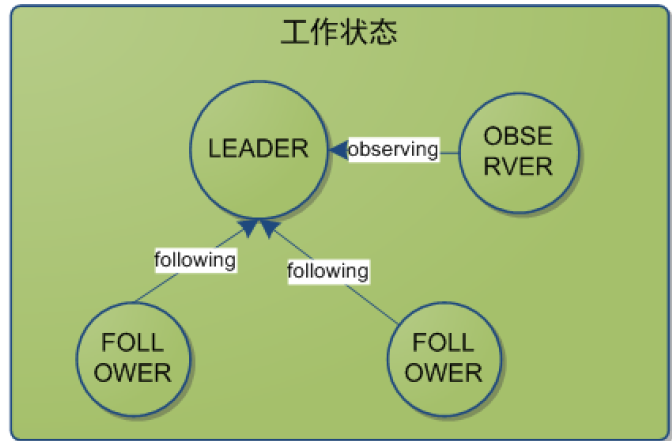 工作状态
LEADER
observing
OBSE
RVER
following
following
FOLL
OWER
FOLL
OWER